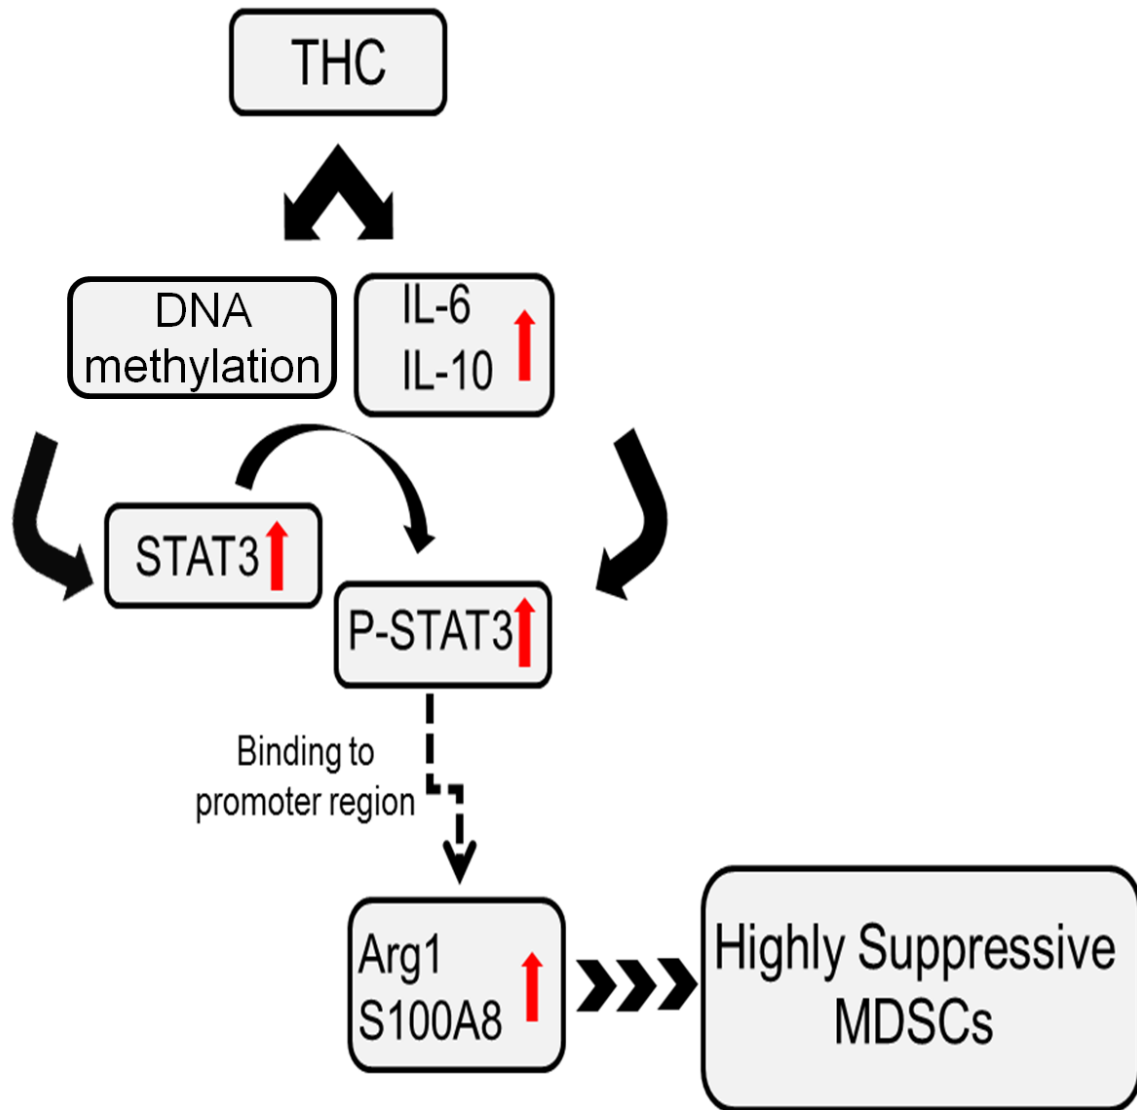 THC
DNA
methylation
IL-6
IL-10
STAT3
P-STAT3
Binding to
promoter region
Arg1
S100A8
Highly Suppressive
MDSCs